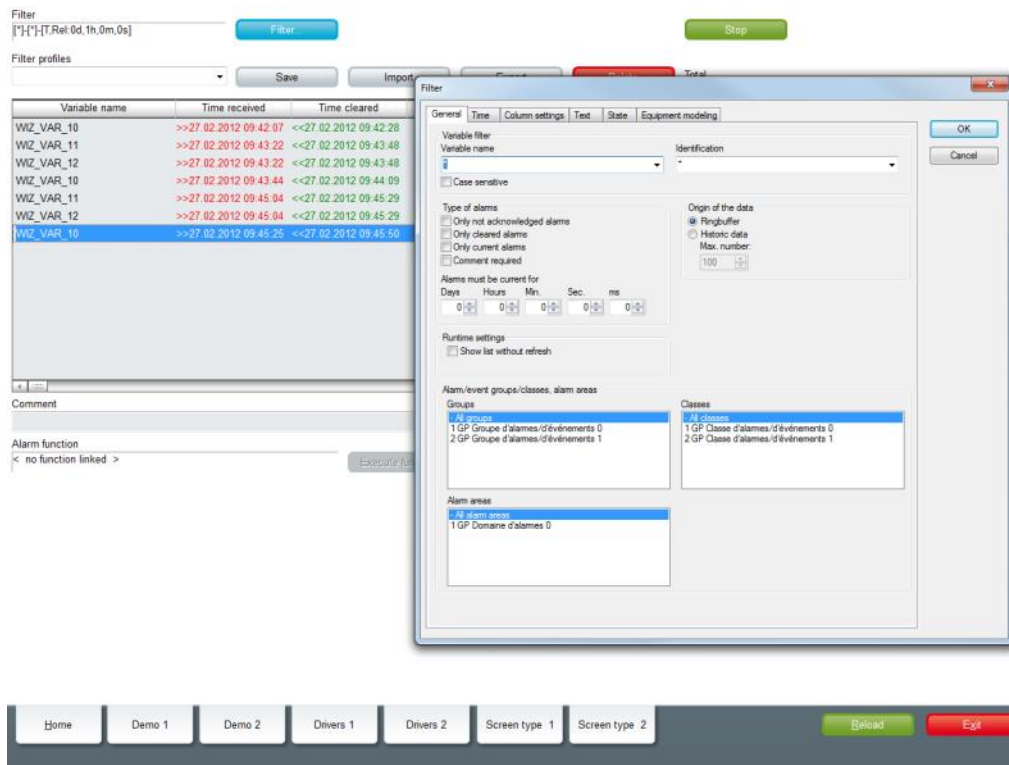 Filter
[*]-[*]-[T,Rel:0d,1h,0m,0s]
Filter...
Stop
Filter profiles
Save
Import
Total
Variable name Time received Time cleared
WIZ_VAR_10 >>27.02.2012 09:42:07 <<27.02.2012 09:42:28
WIZ_VAR_11 >>27.02.2012 09:43:22 <<27.02.2012 09:43:48
WIZ_VAR_12 >>27.02.2012 09:43:22 <<27.02.2012 09:43:48
WIZ_VAR_10 >>27.02.2012 09:43:44 <<27.02.2012 09:44:09
WIZ_VAR_11 >>27.02.2012 09:45:04 <<27.02.2012 09:45:29
WIZ_VAR_12 >>27.02.2012 09:45:04 <<27.02.2012 09:45:29
WIZ_VAR_10 >>27.02.2012 09:45:25 <<27.02.2012 09:45:50
Comment
Alarm function
< no function linked >
Execute fun
Filter
General Time Column settings Text State Equipment modeling
OK
Cancel
Variable filter
Variable name Identification
* *
Case sensitive
Type of alarms
Only not acknowledged alarms
Only cleared alarms
Only current alarms
Comment required
Origin of the data
Ringbuffer
Historic data
Max. number:
100
Alarms must be current for
Days Hours Min. Sec. ms
0 0 0 0 0
Runtime settings
Show list without refresh
Alarm/event groups/classes, alarm areas
Groups
- All groups
1 GP Groupe d'alarmes/d'événements 0
2 GP Groupe d'alarmes/d'événements 1
Classes
- All classes
1 GP Classe d'alarmes/d'événements 0
2 GP Classe d'alarmes/d'événements 1
Alarm areas
- All alarm areas
1 GP Domaine d'alarmes 0
Home Demo 1 Demo 2 Drivers 1 Drivers 2 Screen type 1 Screen type 2 Reload Exit